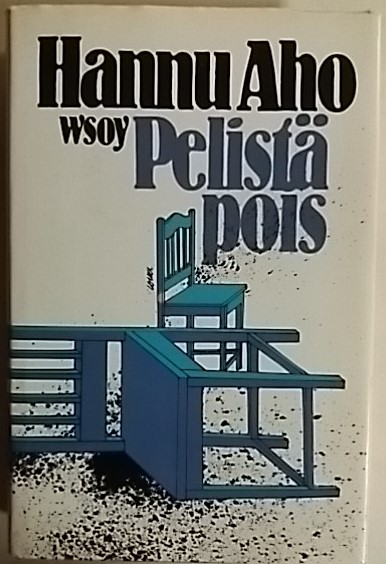 Hannu Aho
wsoy Pelistä
pois